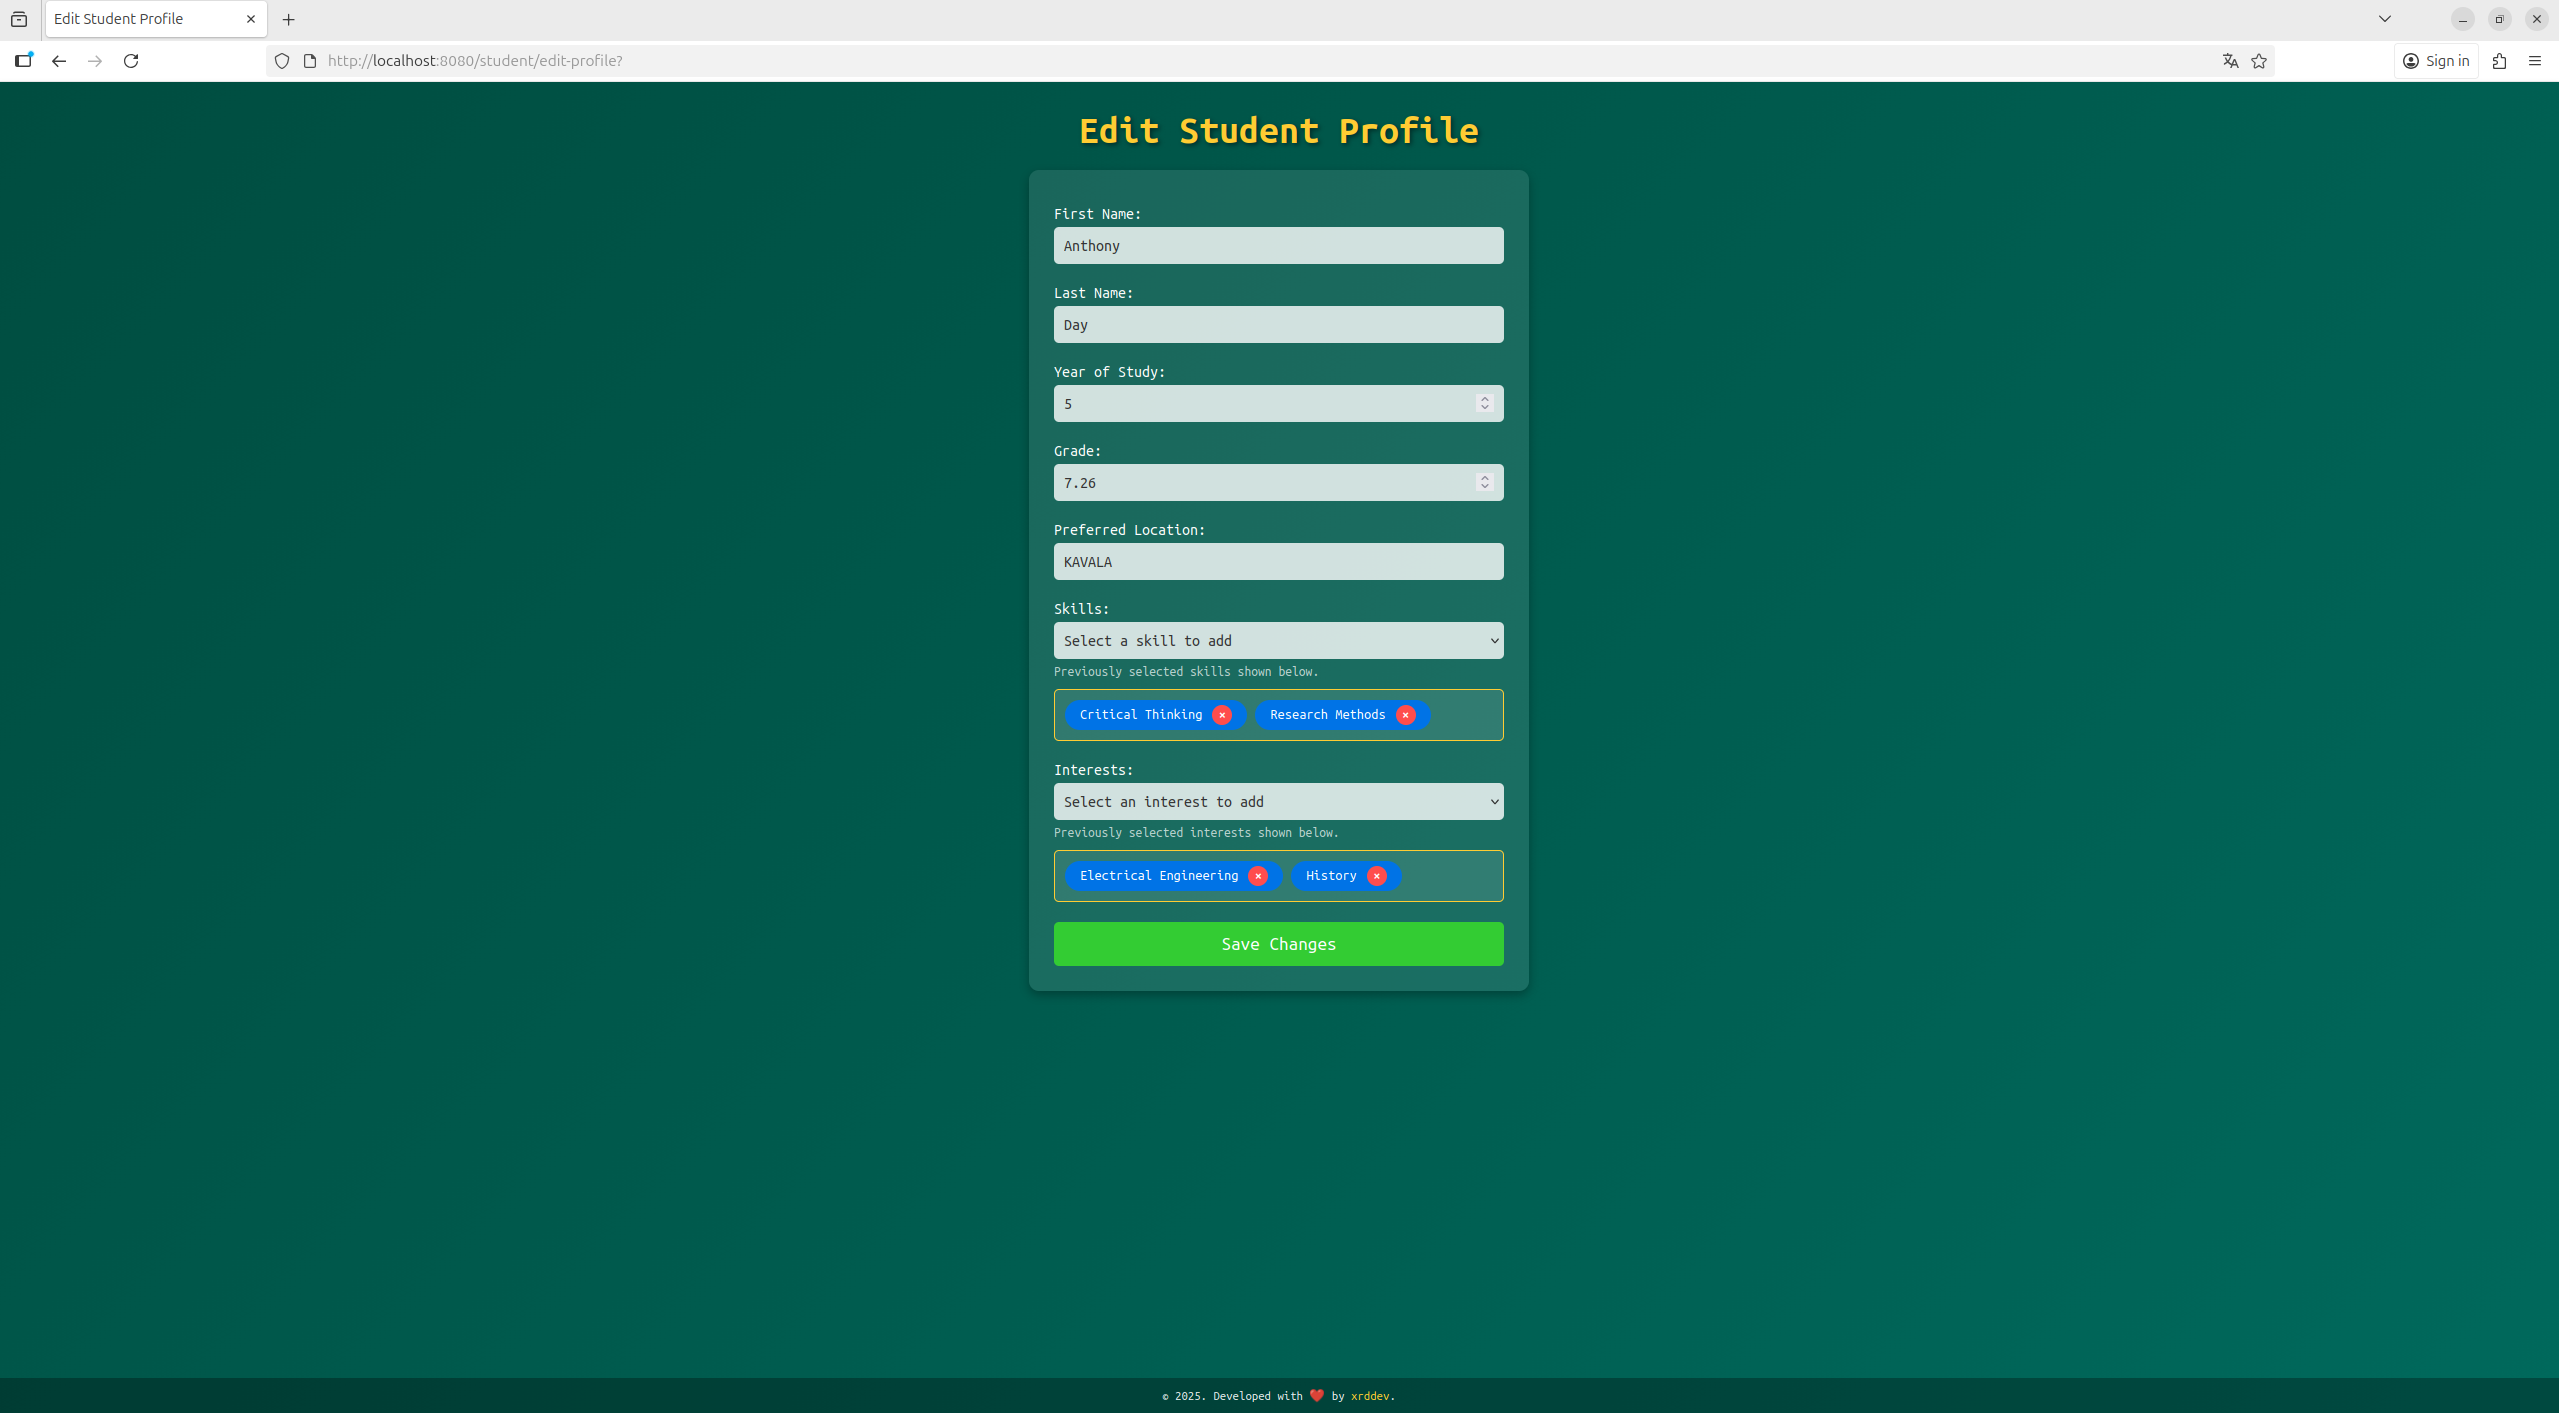 Edit Student Profile
http://localhost:8080/student/edit-profile?
Sign in
Edit Student Profile
First Name:
Anthony
Last Name:
Day
Year of Study:
5
Grade:
7.26
Preferred Location:
KAVALA
Skills:
Select a skill to add
Previously selected skills shown below.
Critical Thinking × Research Methods ×
Interests:
Select an interest to add
Previously selected interests shown below.
Electrical Engineering × History ×
Save Changes
© 2025. Developed with ❤️ by xrddev.